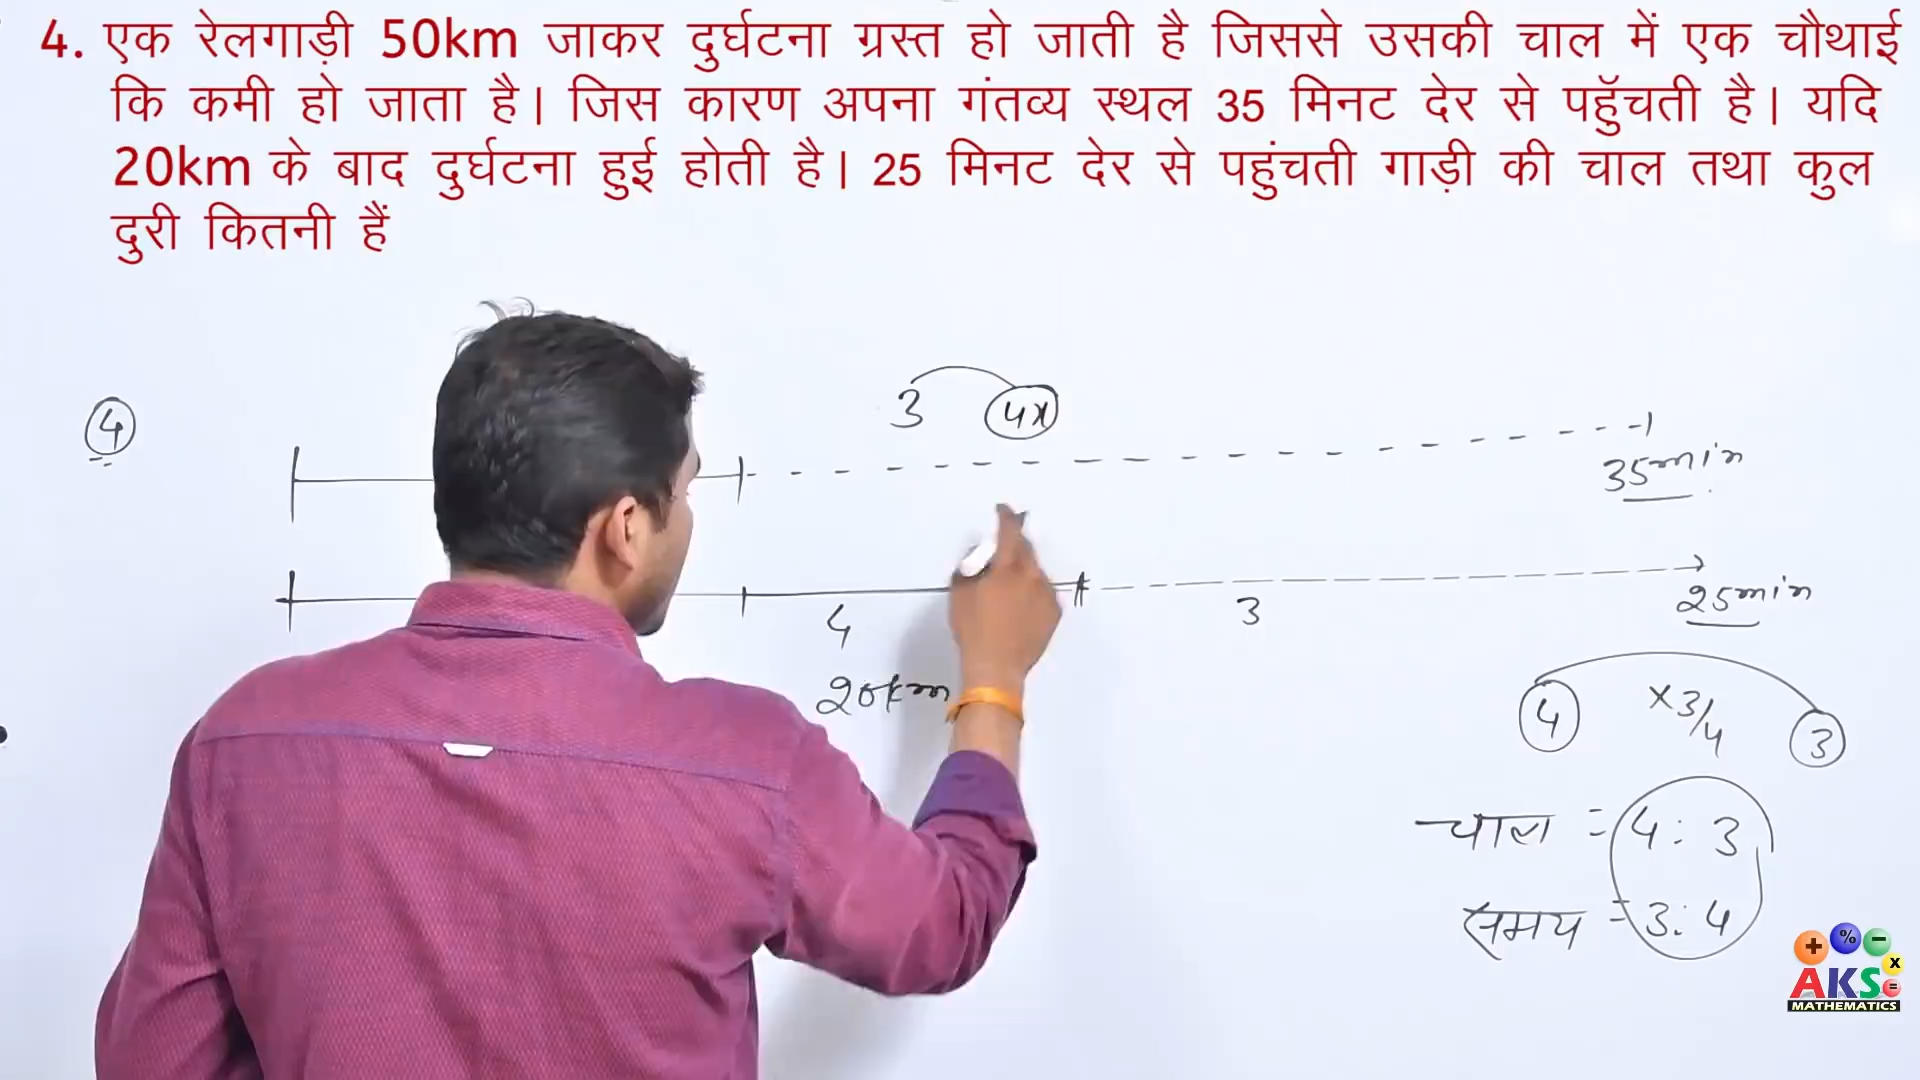 4. एक रेलगाड़ी 50km जाकर दुर्घटना ग्रस्त हो जाती है जिससे उसकी चाल में एक चौथाई
कि कमी हो जाता है। जिस कारण अपना गंतव्य स्थल 35 मिनट देर से पहुॅचती है। यदि
20km के बाद दुर्घटना हुई होती है। 25 मिनट देर से पहुंचती गाड़ी की चाल तथा कुल
दुरी कितनी हैं
4
3 4x
35min
25min
4 3
20km
4 x3/4 3
चाल = 4 : 3
समय = 3 : 4
+ % - x =
AKS
MATHEMATICS